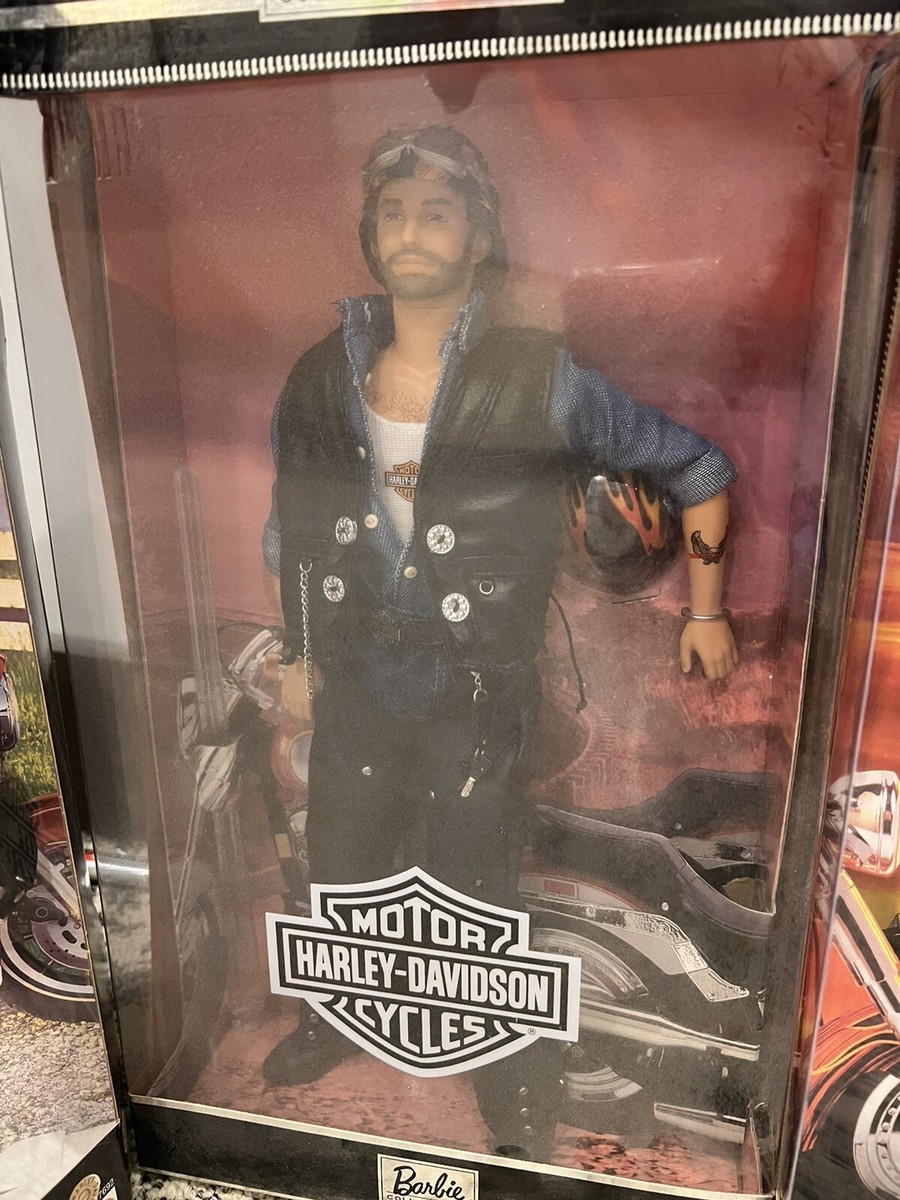 MOTOR
HARLEY-DAVIDSON
CYCLES
®
Barbie